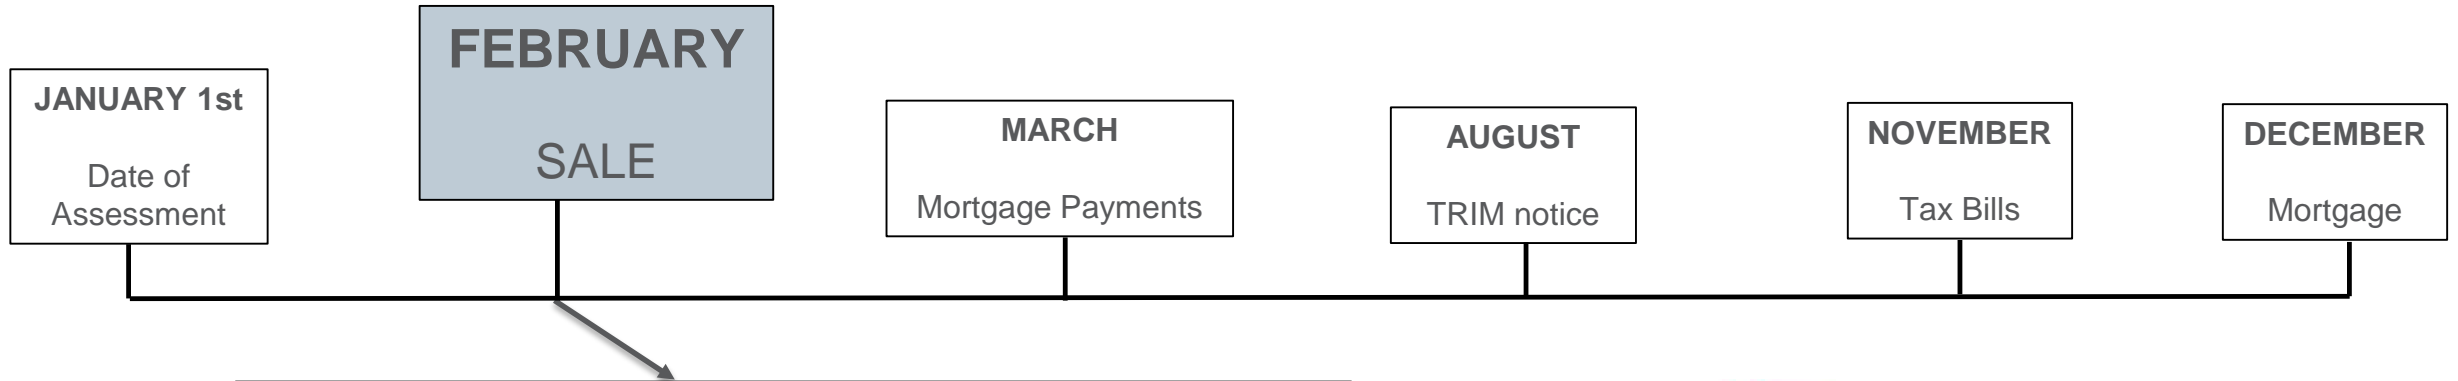 JANUARY 1st
Date of
Assessment
FEBRUARY
SALE
MARCH
Mortgage Payments
AUGUST
TRIM notice
NOVEMBER
Tax Bills
DECEMBER
Mortgage